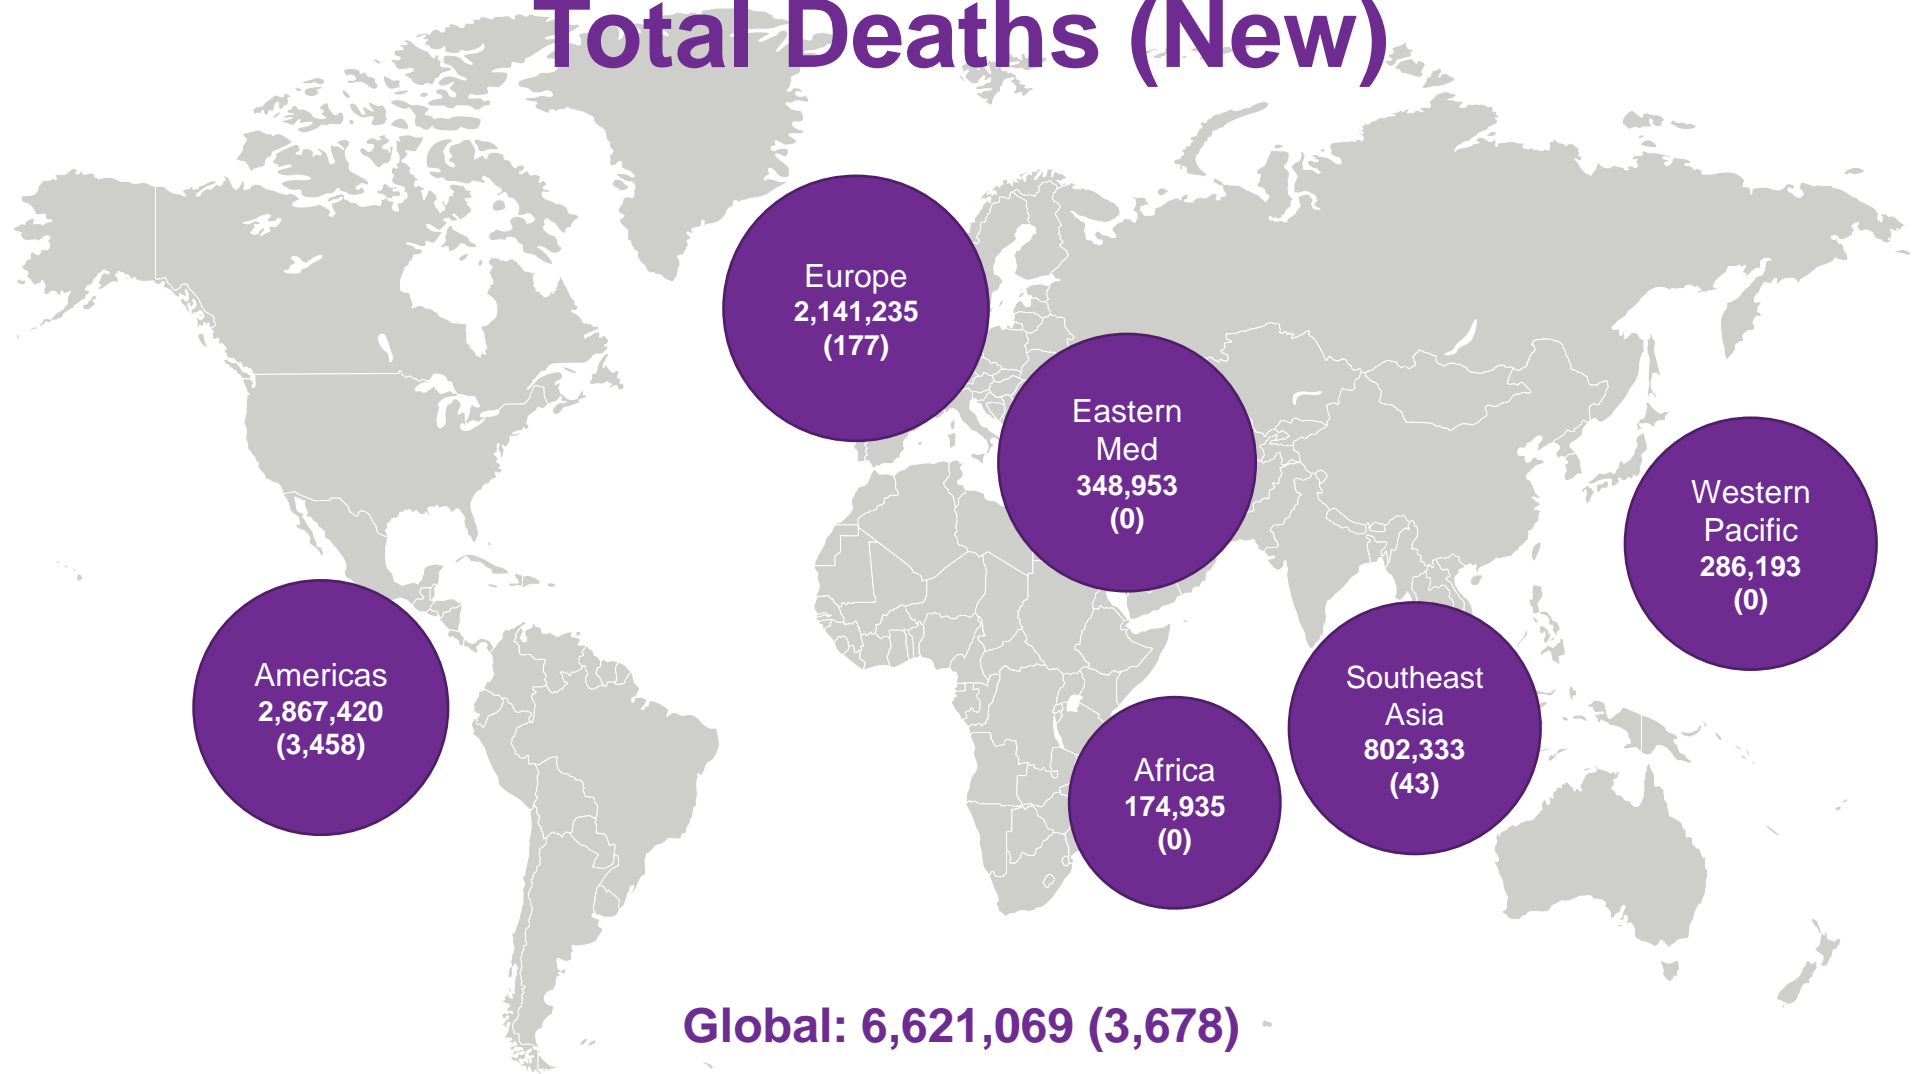 Total Deaths (New)
Europe
2,141,235
(177)
Eastern
Med
348,953
(0)
Western
Pacific
286,193
(0)
Americas
2,867,420
(3,458)
Southeast
Asia
802,333
(43)
Africa
174,935
(0)
Global: 6,621,069 (3,678)